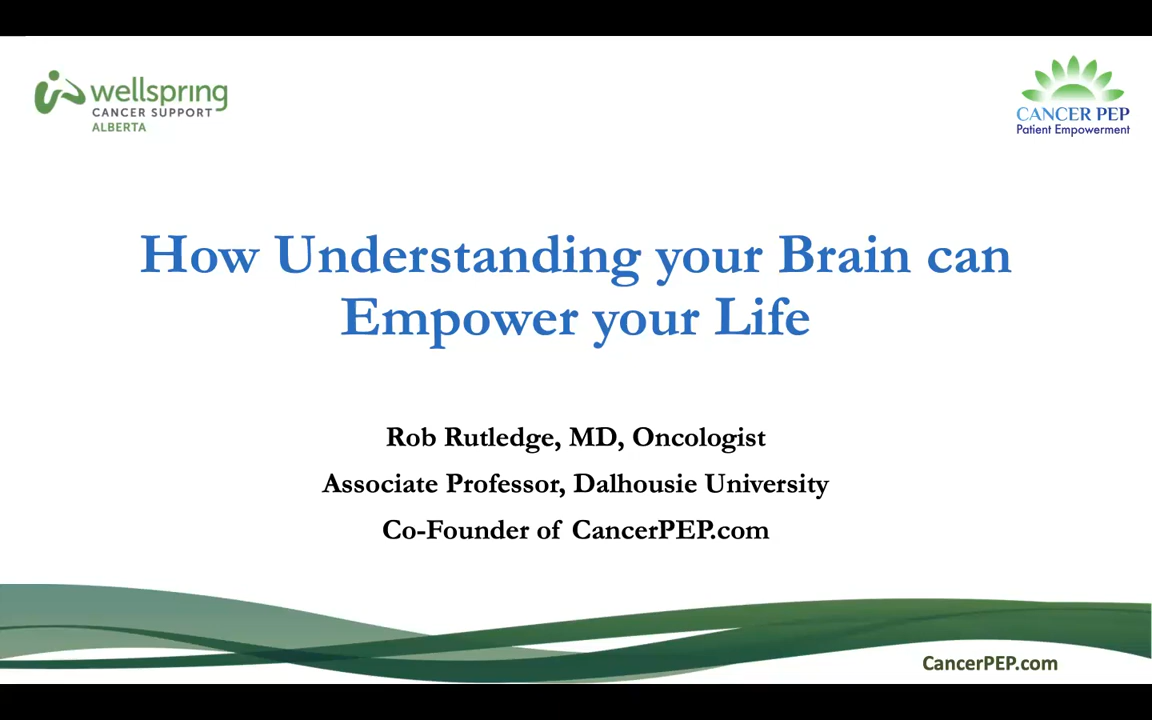 wellspring
CANCER SUPPORT
ALBERTA
CANCER PEP
Patient Empowerment
How Understanding your Brain can
Empower your Life
Rob Rutledge, MD, Oncologist
Associate Professor, Dalhousie University
Co-Founder of CancerPEP.com
CancerPEP.com